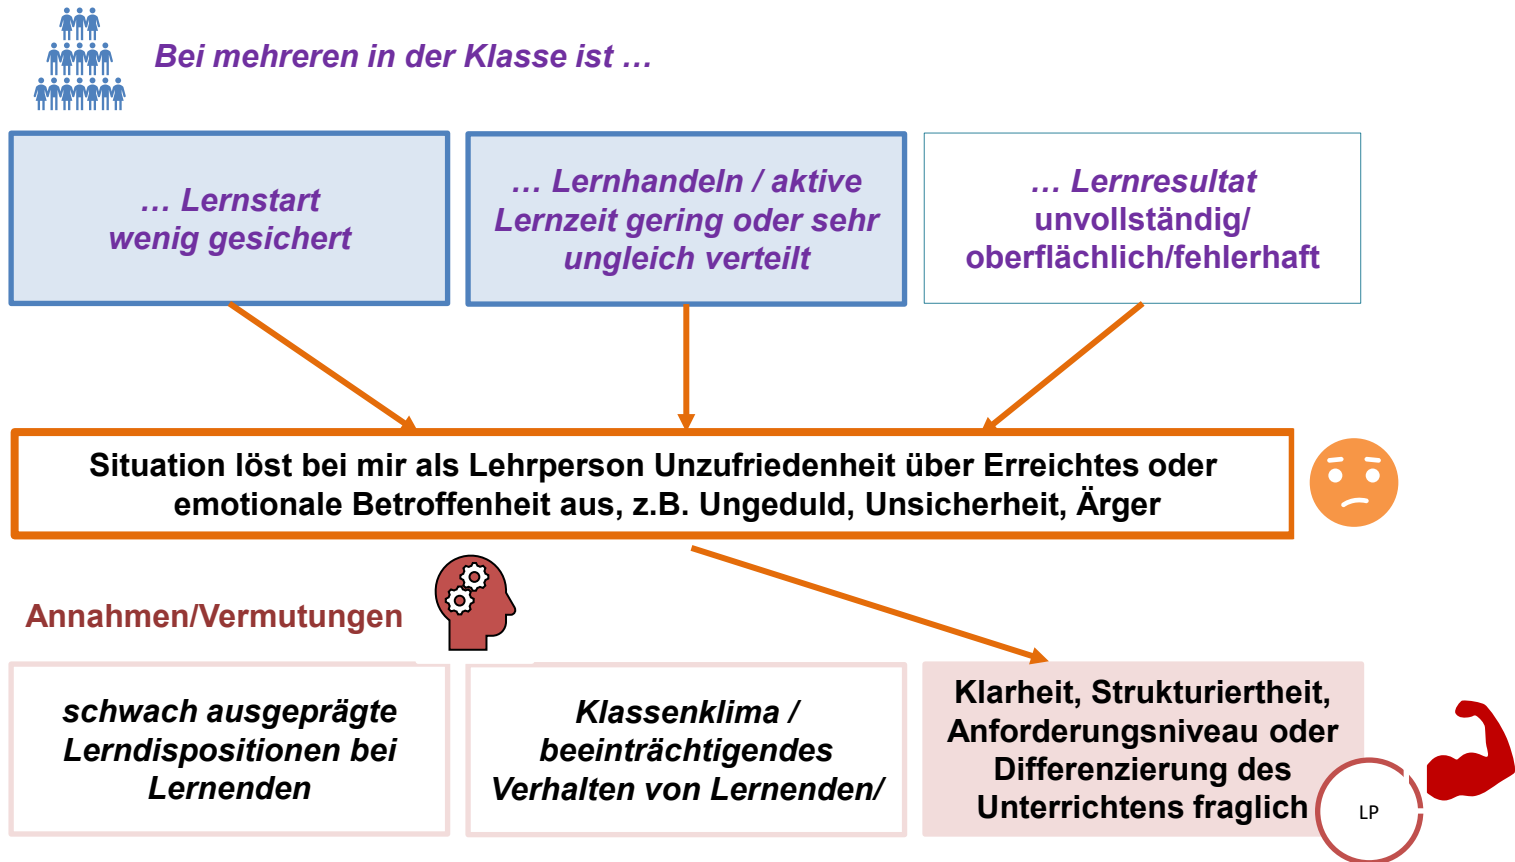 Bei mehreren in der Klasse ist …
… Lernstart
wenig gesichert
… Lernhandeln / aktive
Lernzeit gering oder sehr
ungleich verteilt
… Lernresultat
unvollständig/
oberflächlich/fehlerhaft
Situation löst bei mir als Lehrperson Unzufriedenheit über Erreichtes oder
emotionale Betroffenheit aus, z.B. Ungeduld, Unsicherheit, Ärger
Annahmen/Vermutungen
schwach ausgeprägte
Lerndispositionen bei
Lernenden
Klassenklima /
beeinträchtigendes
Verhalten von Lernenden/
Klarheit, Strukturiertheit,
Anforderungsniveau oder
Differenzierung des
Unterrichtens fraglich
LP